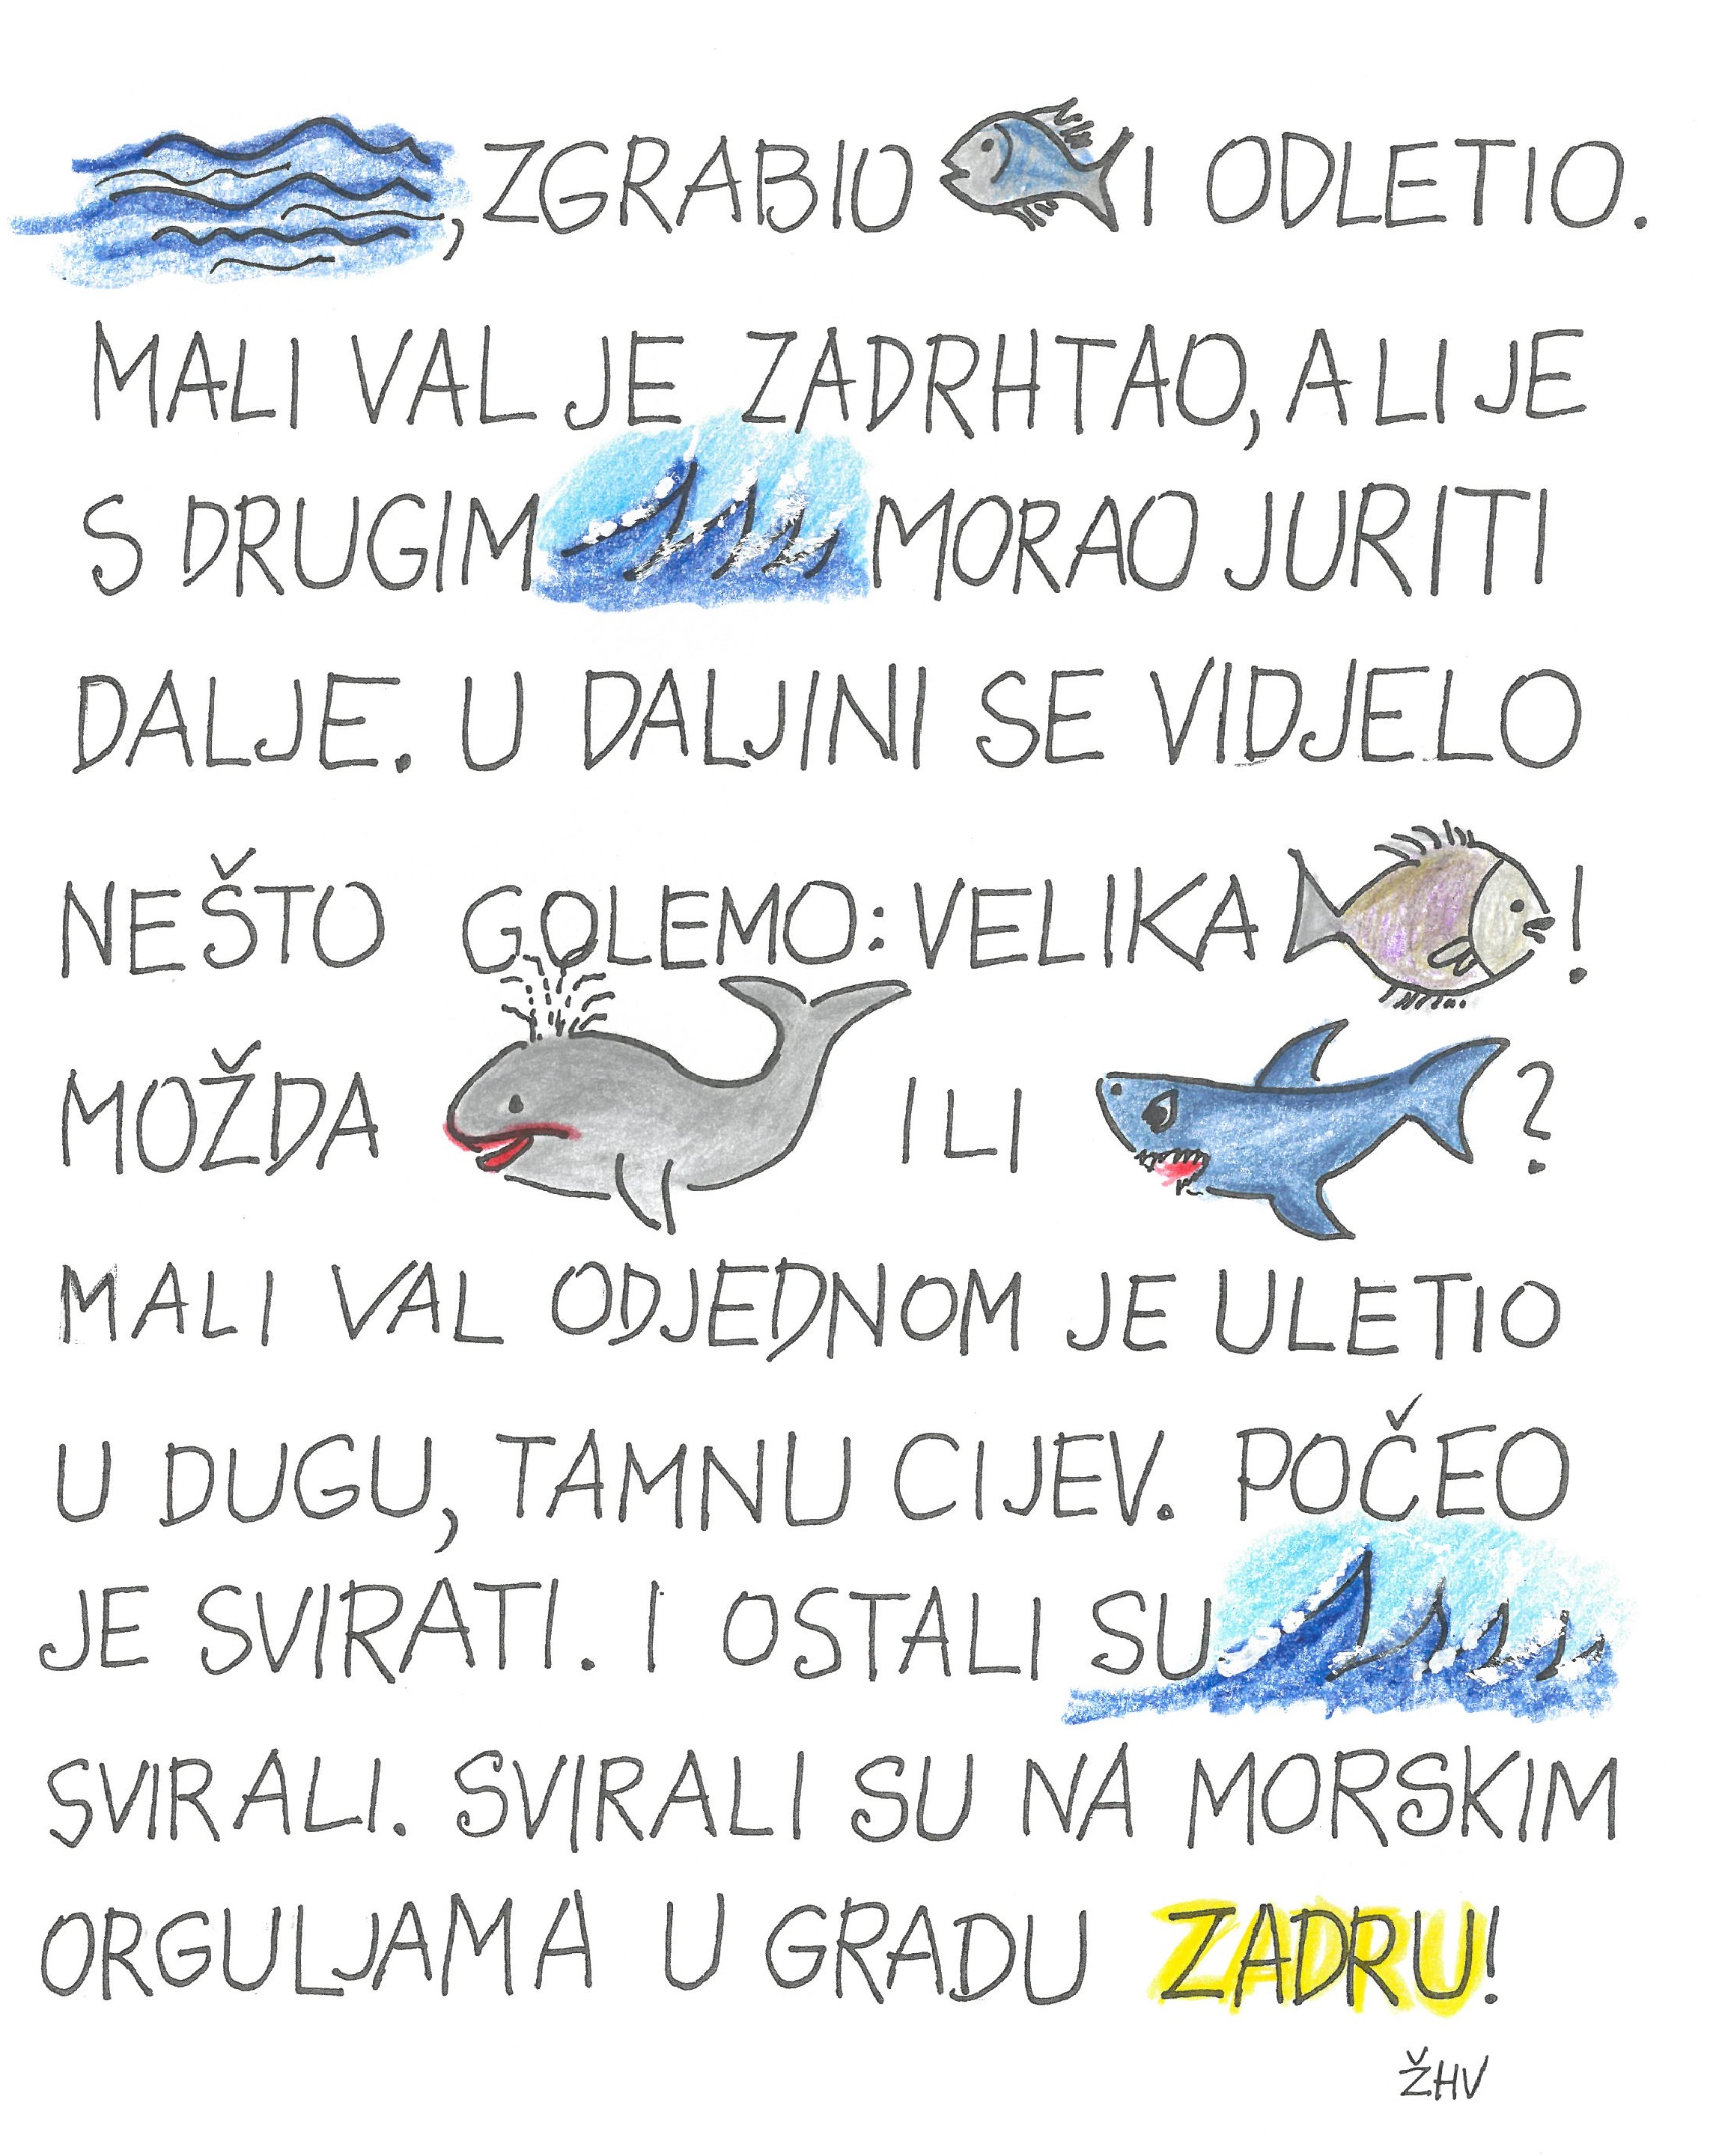 , ZGRABIO I ODLETIO.
MALI VAL JE ZADRHTAO, ALI JE
S DRUGIM MORAO JURITI
DALJE. U DALJINI SE VIDJELO
NEŠTO GOLEMO: VELIKA !
MOŽDA ILI ?
MALI VAL ODJEDNOM JE ULETIO
U DUGU, TAMNU CIJEV. POČEO
JE SVIRATI. I OSTALI SU
SVIRALI. SVIRALI SU NA MORSKIM
ORGULJAMA U GRADU ZADRU!
ŽHV